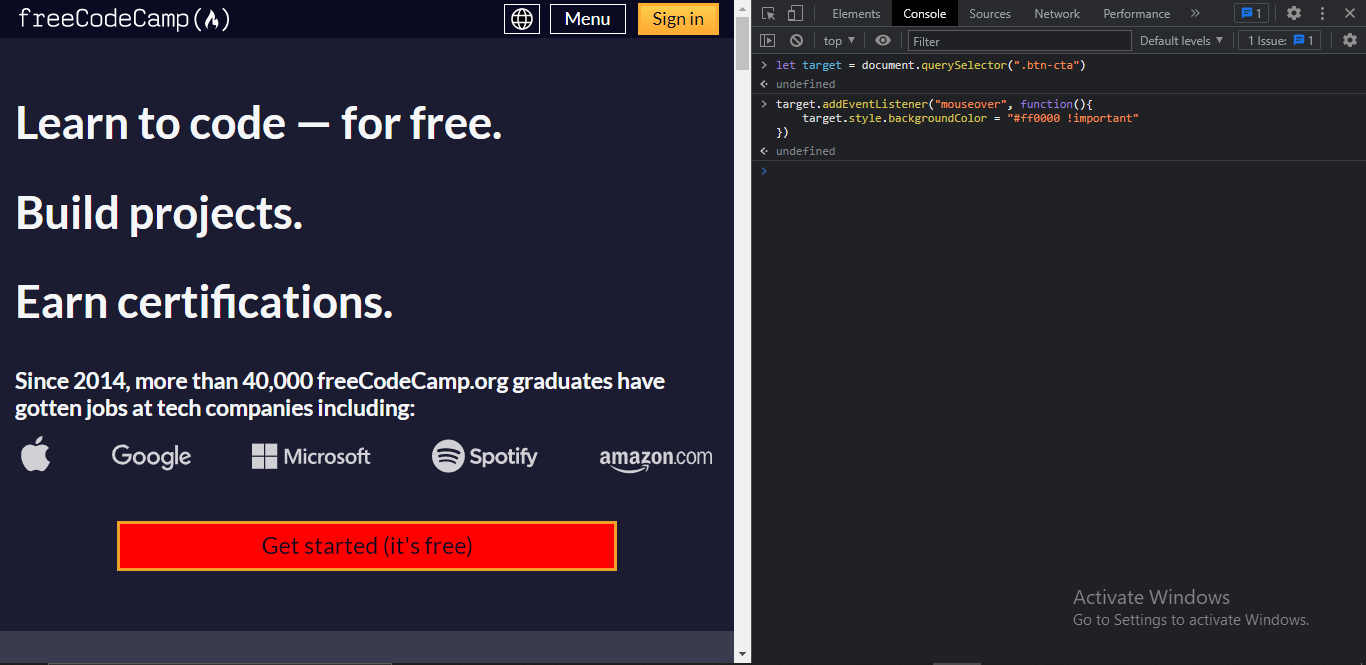 freeCodeCamp
Menu
Sign in
Learn to code — for free.
Build projects.
Earn certifications.
Since 2014, more than 40,000 freeCodeCamp.org graduates have
gotten jobs at tech companies including:
Google
Microsoft
Spotify
amazon.com
Get started (it's free)
Elements
Console
Sources
Network
Performance
»
1
top ▼
Filter
Default levels ▼
1 Issue: 1
> let target = document.querySelector(".btn-cta")
undefined
> target.addEventListener("mouseover", function(){
target.style.backgroundColor = "#ff0000 !important"
})
undefined
>
Activate Windows
Go to Settings to activate Windows.